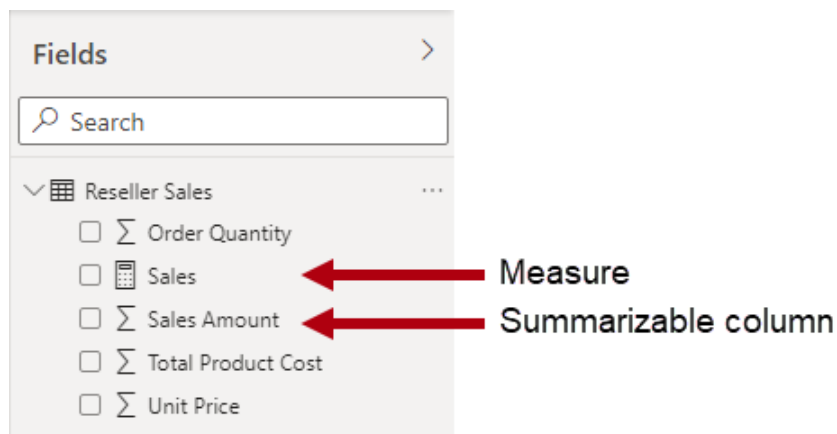 Fields
Search
Reseller Sales
∑ Order Quantity
Sales
Measure
∑ Sales Amount
Summarizable column
∑ Total Product Cost
∑ Unit Price